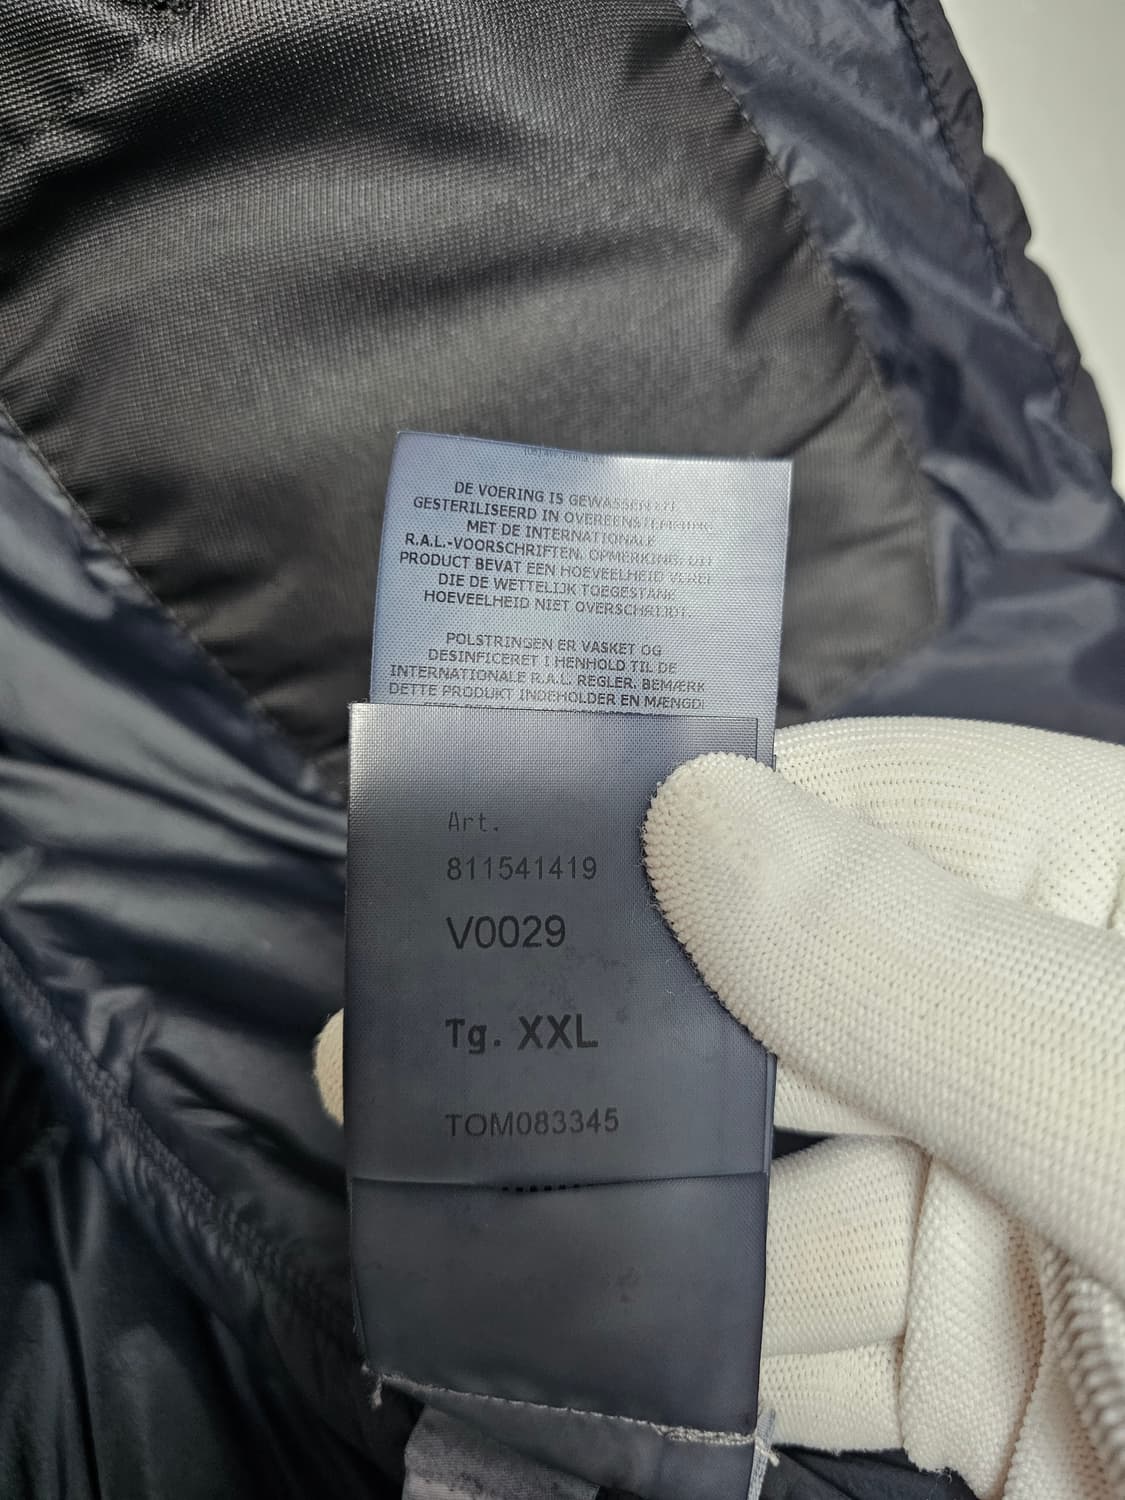 DE VOERING IS GEWASSEN EN
GESTERILISEERD IN OVEREENSTEMMING
MET DE INTERNATIONALE
R.A.L.-VOORSCHRIFTEN. OPMERKING: DIT
PRODUCT BEVAT EEN HOEVEELHEID VEREN
DIE DE WETTELIJK TOEGESTANE
HOEVEELHEID NIET OVERSCHRIJDT.
POLSTRINGEN ER VASKET OG
DESINFICERET I HENHOLD TIL DE
INTERNATIONALE R.A.L. REGLER. BEMÆRK
DETTE PRODUKT INDEHOLDER EN MÆNGDE
Art.
811541419
V0029
Tg. XXL
TOM083345